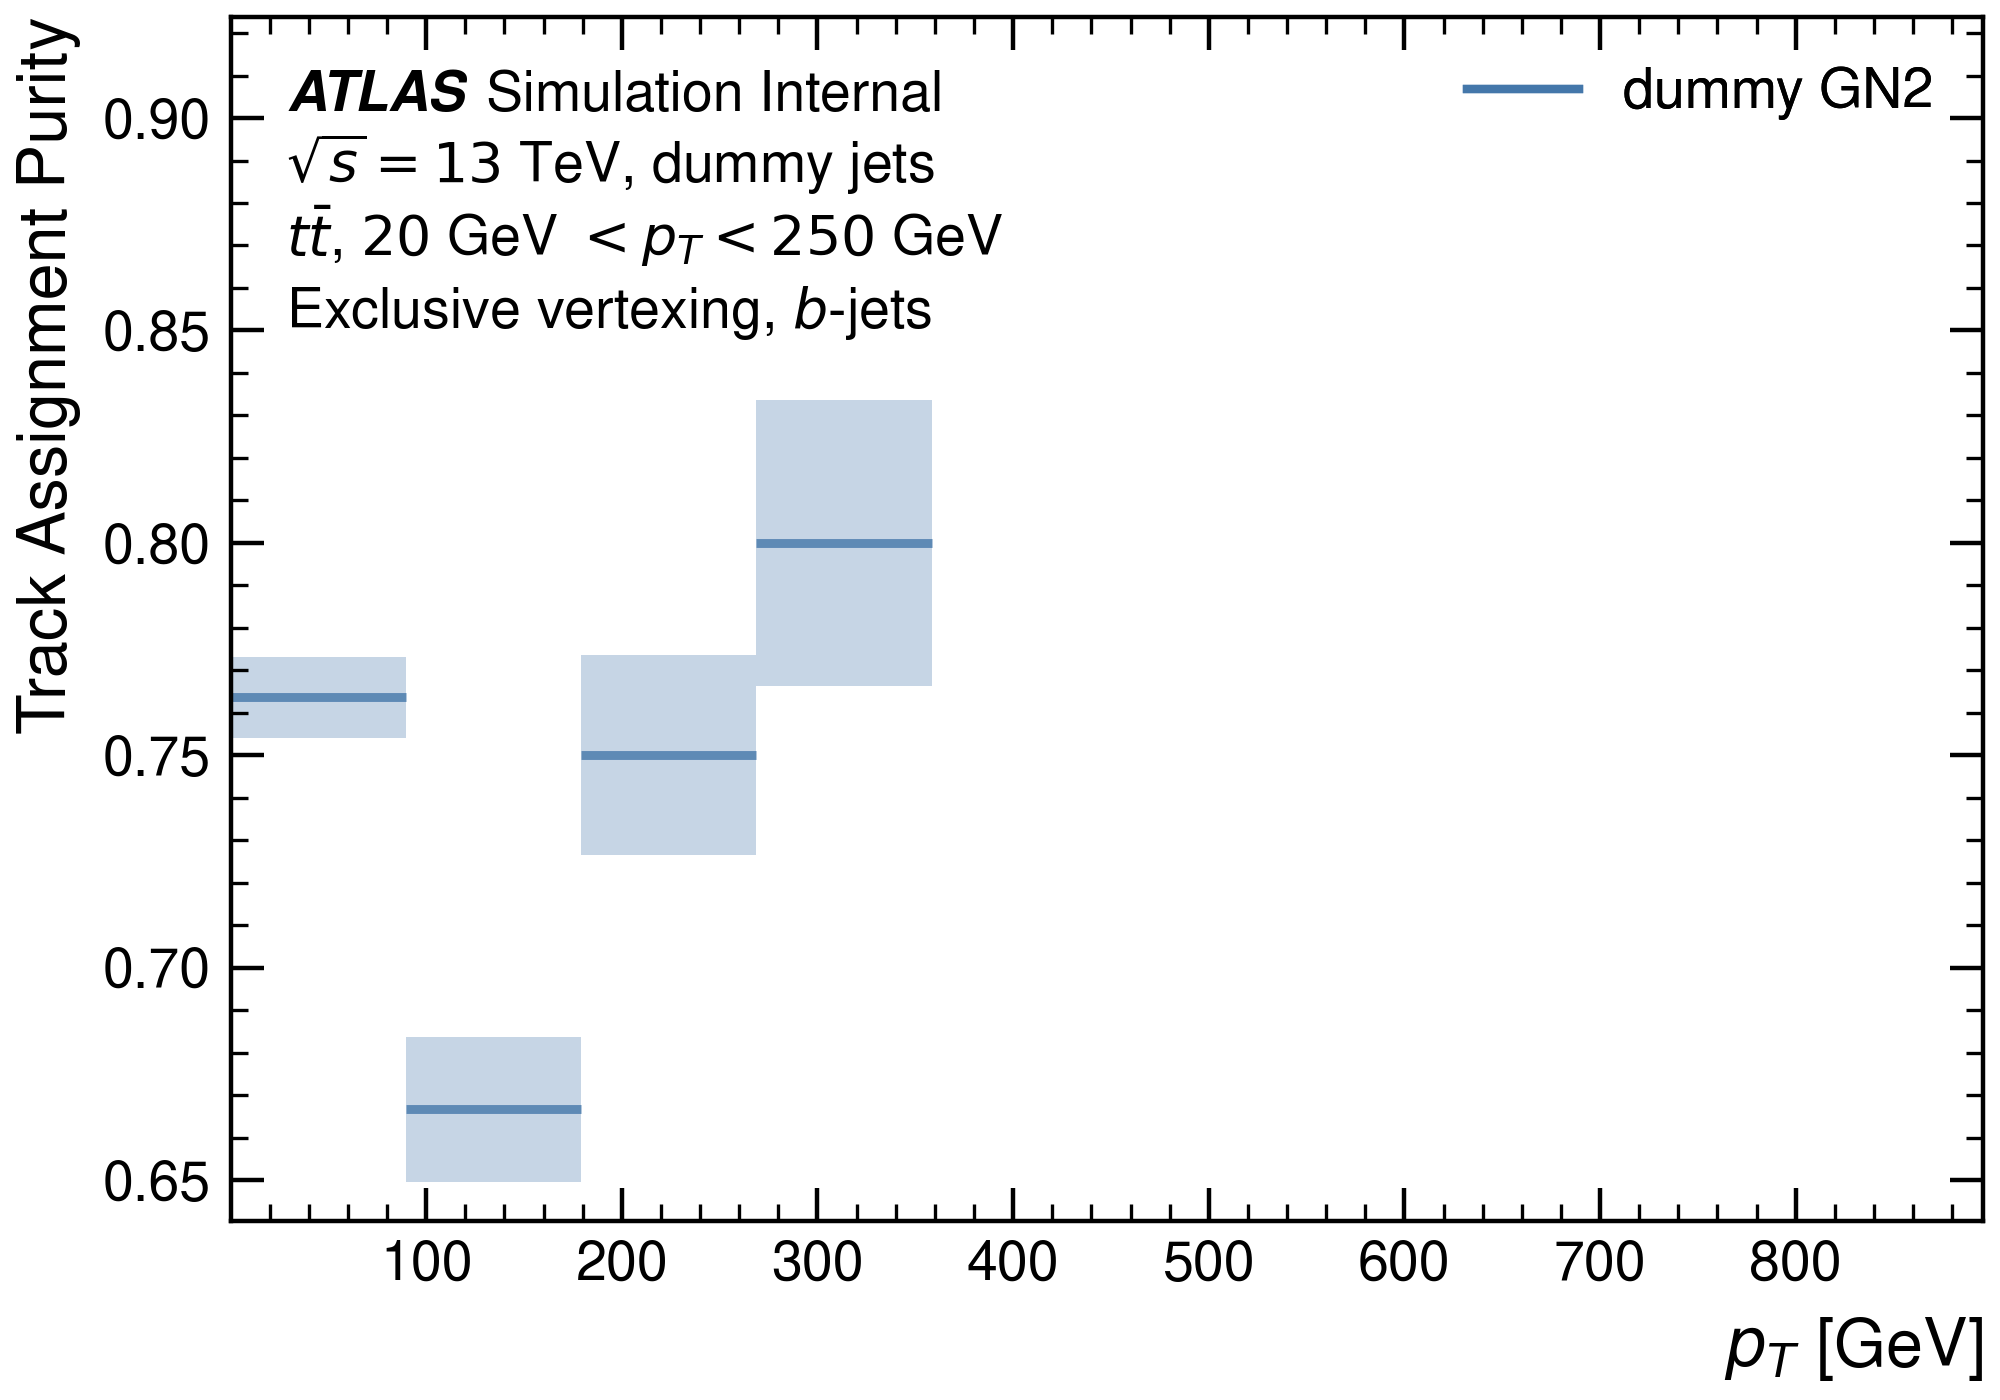 Track Assignment Purity
0.90
0.85
0.80
0.75
0.70
0.65
ATLAS Simulation Internal
√s = 13 TeV, dummy jets
tt̄, 20 GeV < p_T < 250 GeV
Exclusive vertexing, b-jets
dummy GN2
100 200 300 400 500 600 700 800
p_T [GeV]